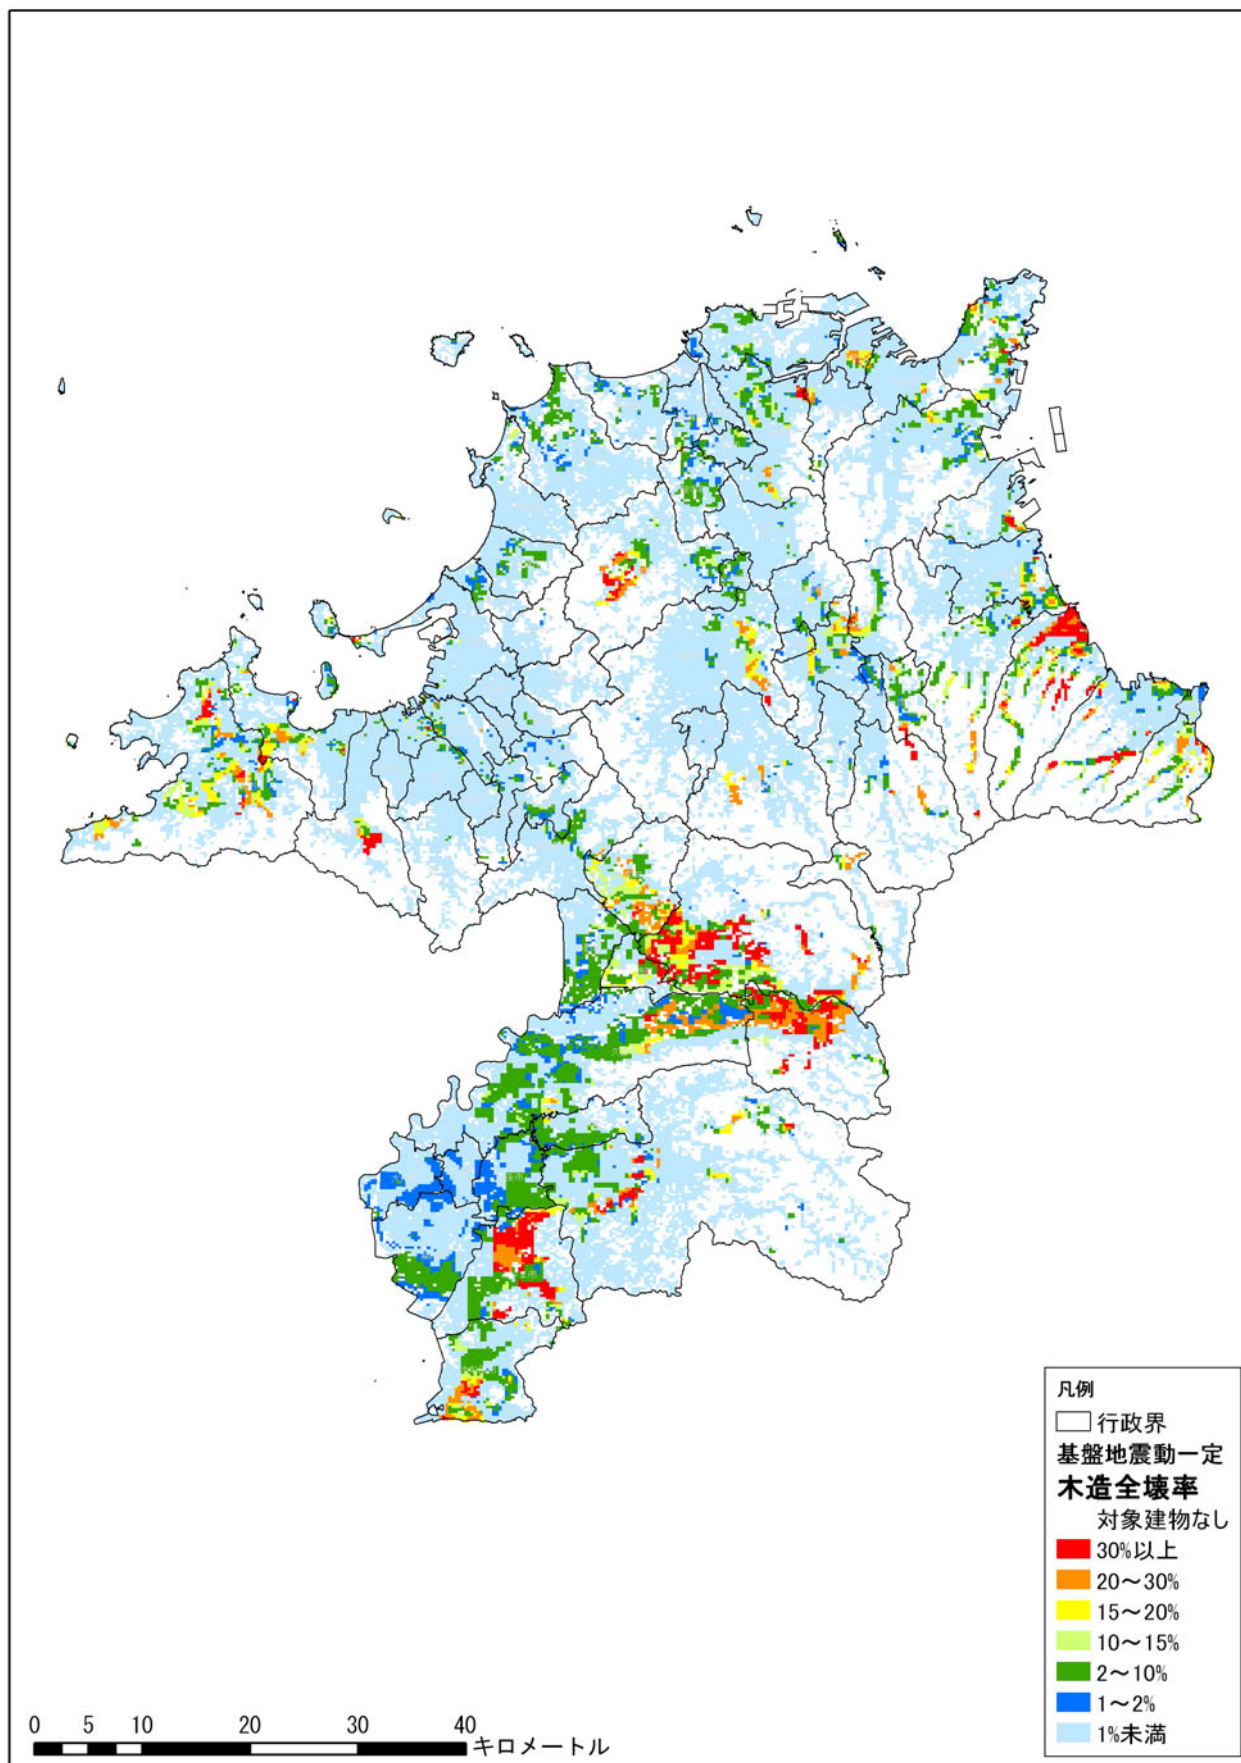 凡例
行政界
基盤地震動一定
木造全壊率
対象建物なし
30%以上
20～30%
15～20%
10～15%
2～10%
1～2%
1%未満
0 5 10 20 30 40
キロメートル